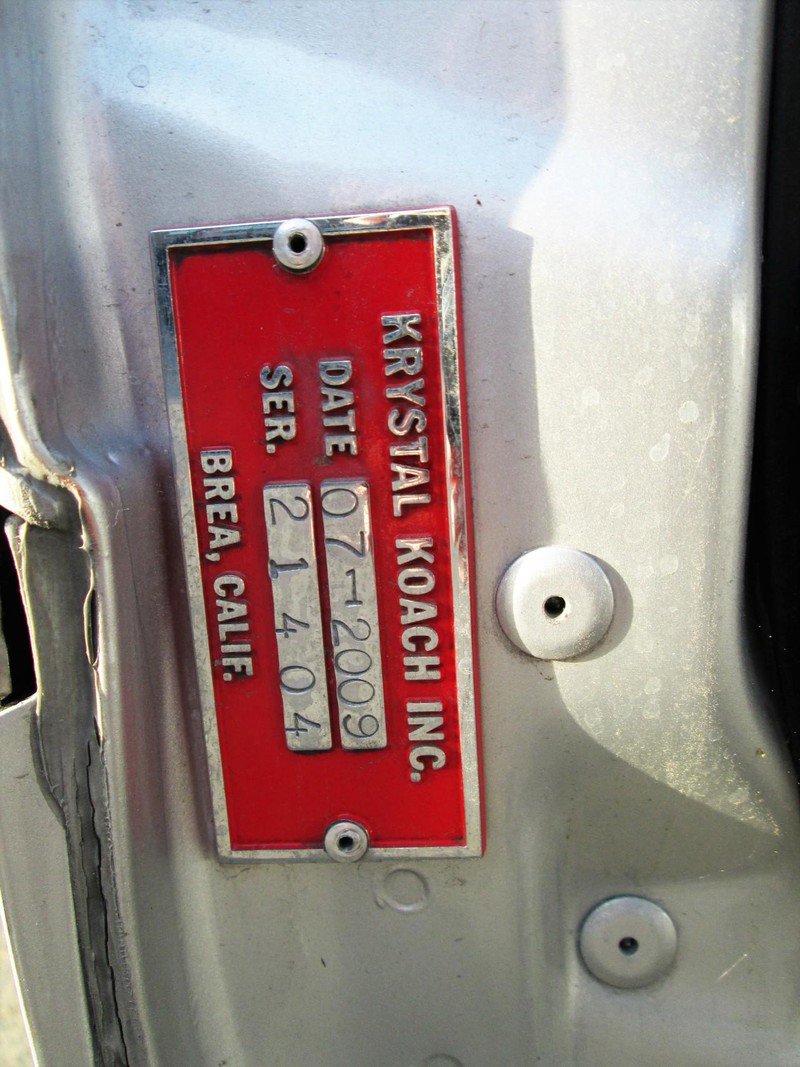 KRYSTAL KOACH INC.
DATE 07-2009
SER. 21404
BREA, CALIF.